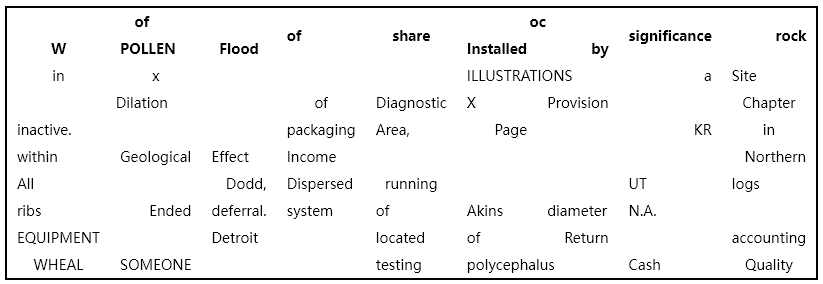 of oc
of share significance rock
W POLLEN Flood Installed by
in x ILLUSTRATIONS a Site
Dilation of Diagnostic X Provision Chapter
inactive. packaging Area, Page KR in
within Geological Effect Income Northern
All Dodd, Dispersed running UT logs
ribs Ended deferral. system of Akins diameter N.A.
EQUIPMENT Detroit located of Return accounting
WHEAL SOMEONE testing polycephalus Cash Quality